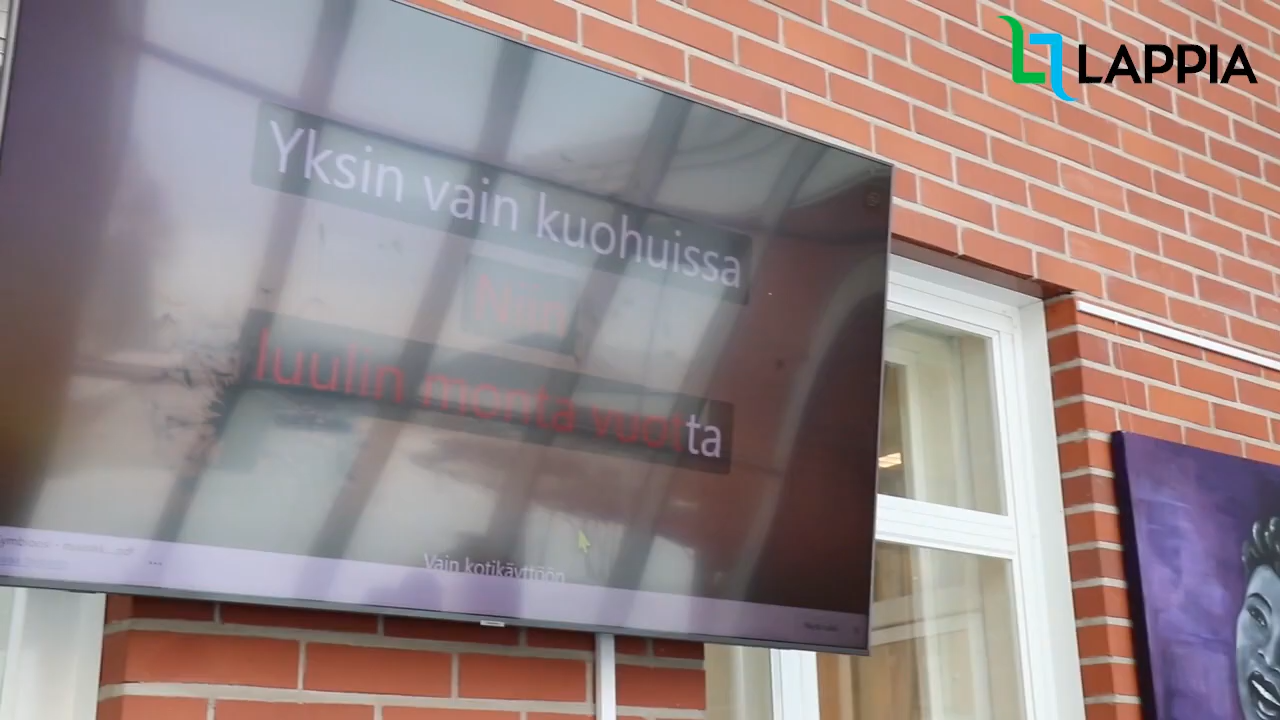 LAPPIA
Yksin vain kuohuissa
Niin
luulin monta vuotta
Vain kotikäyttöön